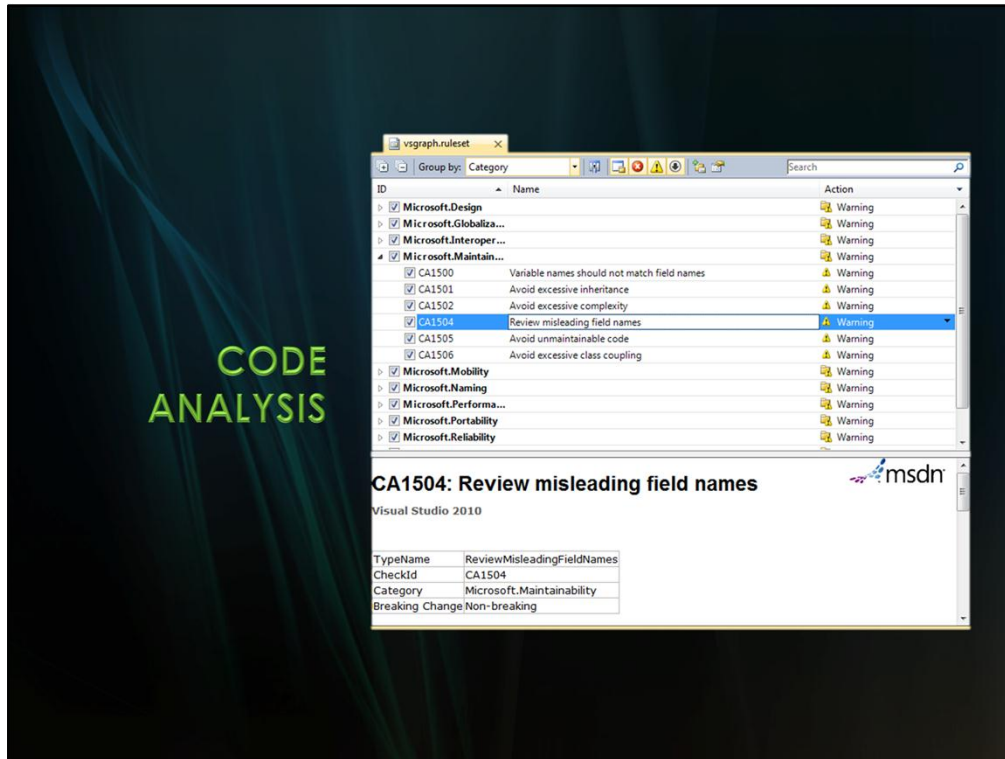 CODE
ANALYSIS
vsgraph.ruleset
Group by: Category Search
ID Name Action
Microsoft.Design Warning
Microsoft.Globaliza... Warning
Microsoft.Interoper... Warning
Microsoft.Maintain... Warning
CA1500 Variable names should not match field names Warning
CA1501 Avoid excessive inheritance Warning
CA1502 Avoid excessive complexity Warning
CA1504 Review misleading field names Warning
CA1505 Avoid unmaintainable code Warning
CA1506 Avoid excessive class coupling Warning
Microsoft.Mobility Warning
Microsoft.Naming Warning
Microsoft.Performa... Warning
Microsoft.Portability Warning
Microsoft.Reliability Warning
msdn
CA1504: Review misleading field names
Visual Studio 2010
TypeName ReviewMisleadingFieldNames
CheckId CA1504
Category Microsoft.Maintainability
Breaking Change Non-breaking